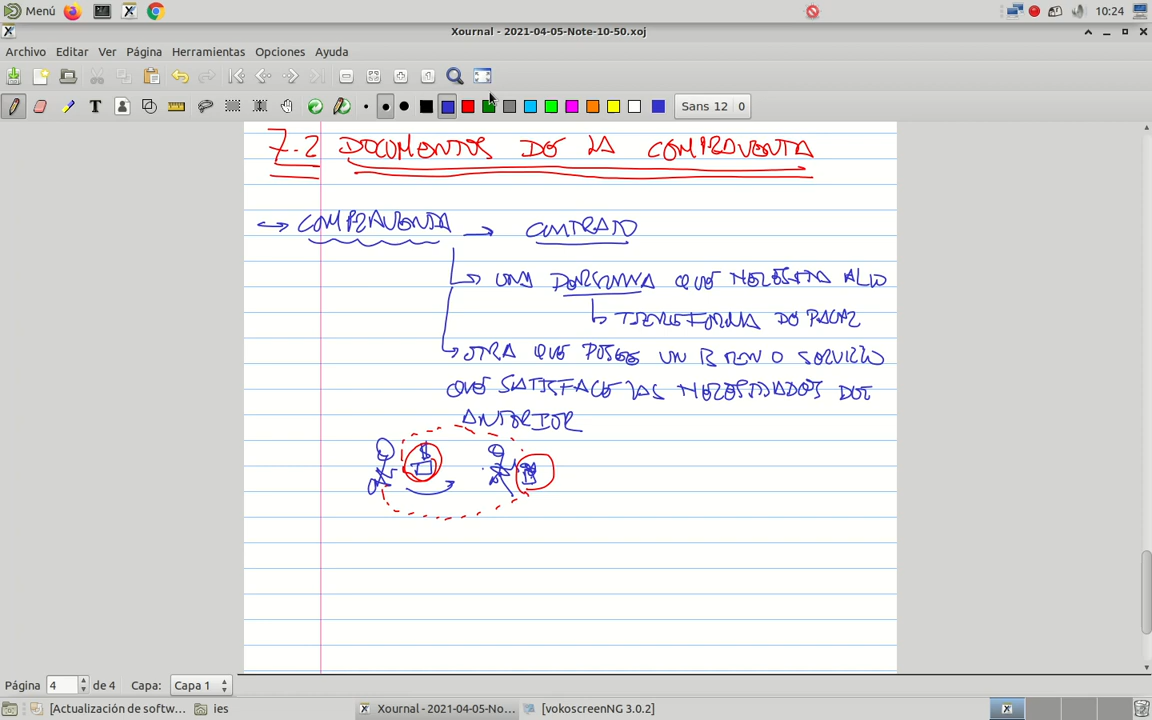 Menú 10:24
Xournal - 2021-04-05-Note-10-50.xoj
Archivo Editar Ver Página Herramientas Opciones Ayuda
T Sans 12 0
7.2 DOCUMENTOS DE LA COMPRAVENTA
COMPRAVENTA → CONTRATO
UNA PERSONA QUE NECESITA ALGO
TIENE FORMA DE PAGAR
OTRA QUE POSEE UN BIEN O SERVICIO
QUE SATISFACE LAS NECESIDADES DEL
ANTERIOR
$
Página 4 de 4 Capa: Capa 1
[Actualización de softw... ies Xournal - 2021-04-05-No... [vokoscreenNG 3.0.2]